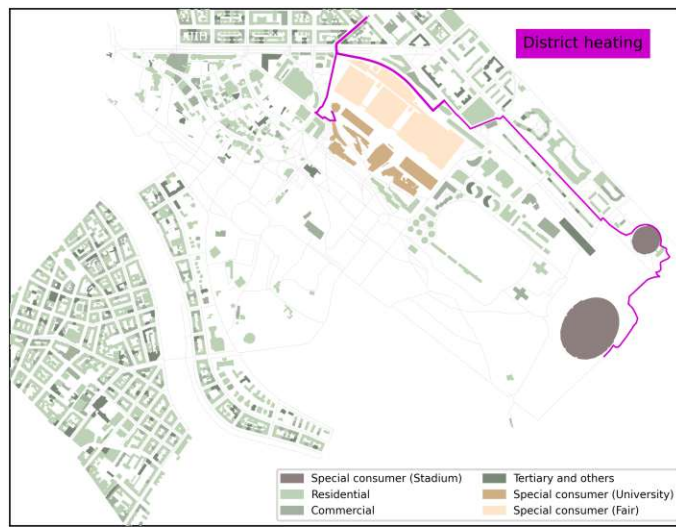 District heating
Special consumer (Stadium)
Residential
Commercial
Tertiary and others
Special consumer (University)
Special consumer (Fair)